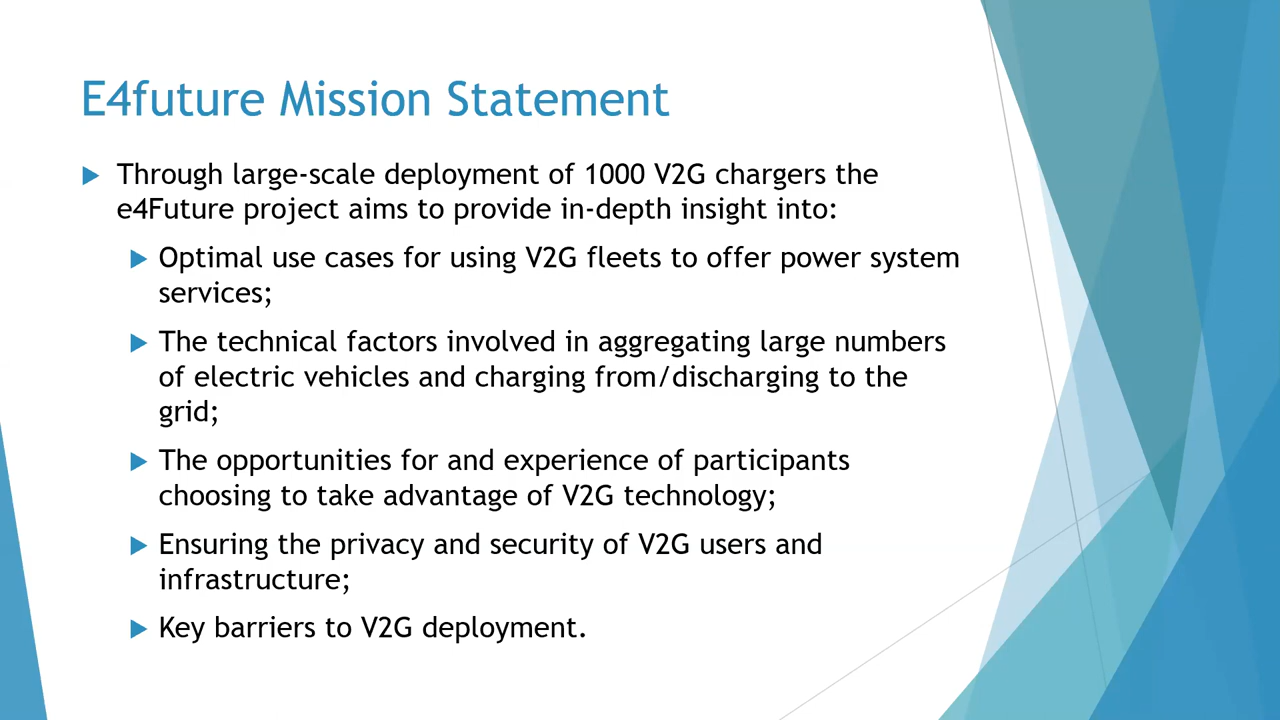 E4future Mission Statement
Through large-scale deployment of 1000 V2G chargers the
e4Future project aims to provide in-depth insight into:
Optimal use cases for using V2G fleets to offer power system
services;
The technical factors involved in aggregating large numbers
of electric vehicles and charging from/discharging to the
grid;
The opportunities for and experience of participants
choosing to take advantage of V2G technology;
Ensuring the privacy and security of V2G users and
infrastructure;
Key barriers to V2G deployment.